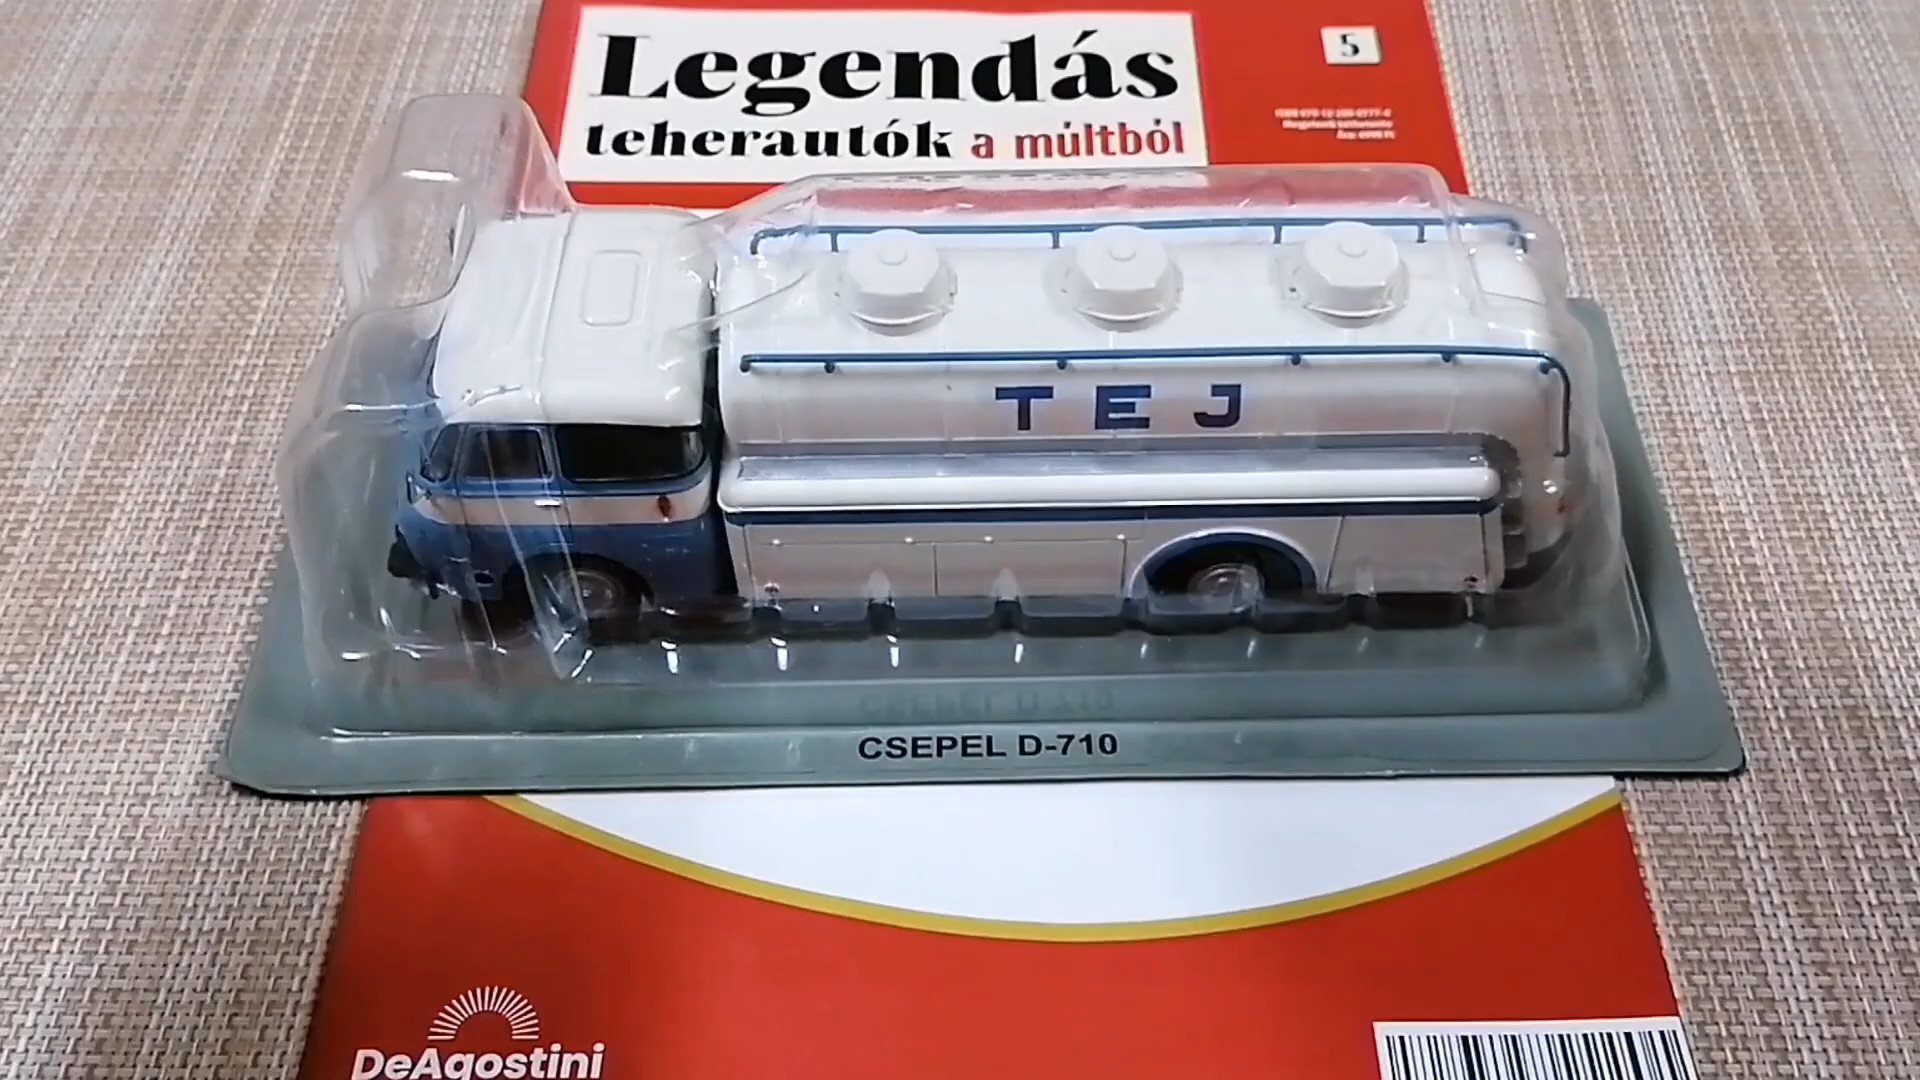 Legendás
teherautók a múltból
5
TEJ
CSEPEL D-710
DeAgostini